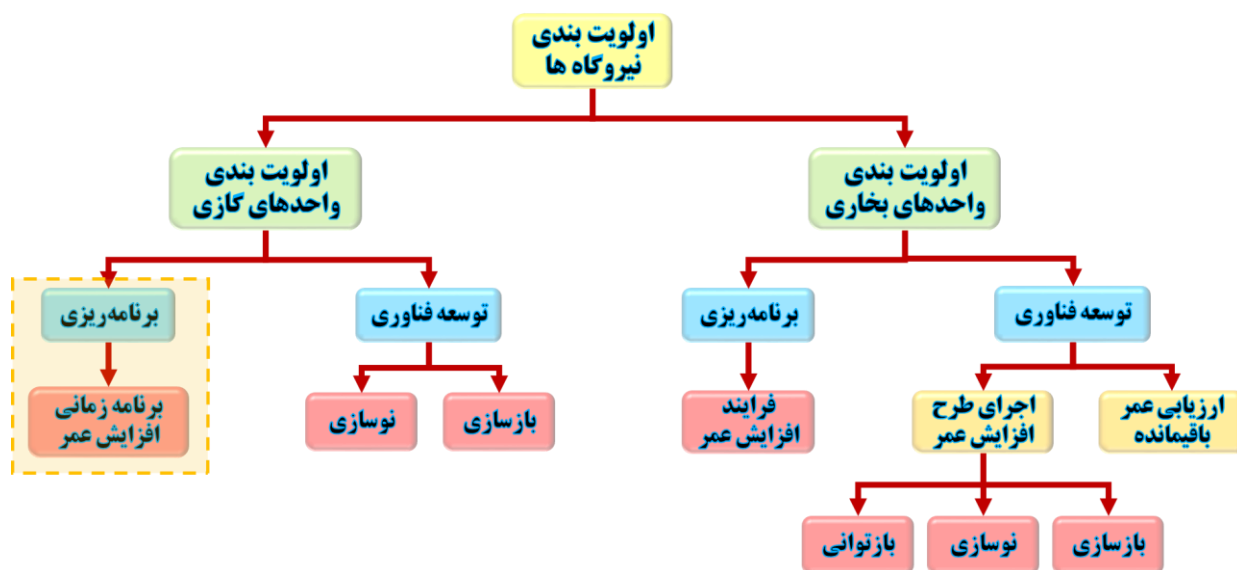 اولویت بندی
نیروگاه ها
اولویت بندی
واحدهای بخاری
اولویت بندی
واحدهای گازی
توسعه فناوری
برنامه‌ریزی
توسعه فناوری
برنامه‌ریزی
ارزیابی عمر
باقیمانده
اجرای طرح
افزایش عمر
فرایند
افزایش عمر
بازسازی
نوسازی
برنامه زمانی
افزایش عمر
بازسازی
نوسازی
بازتوانی